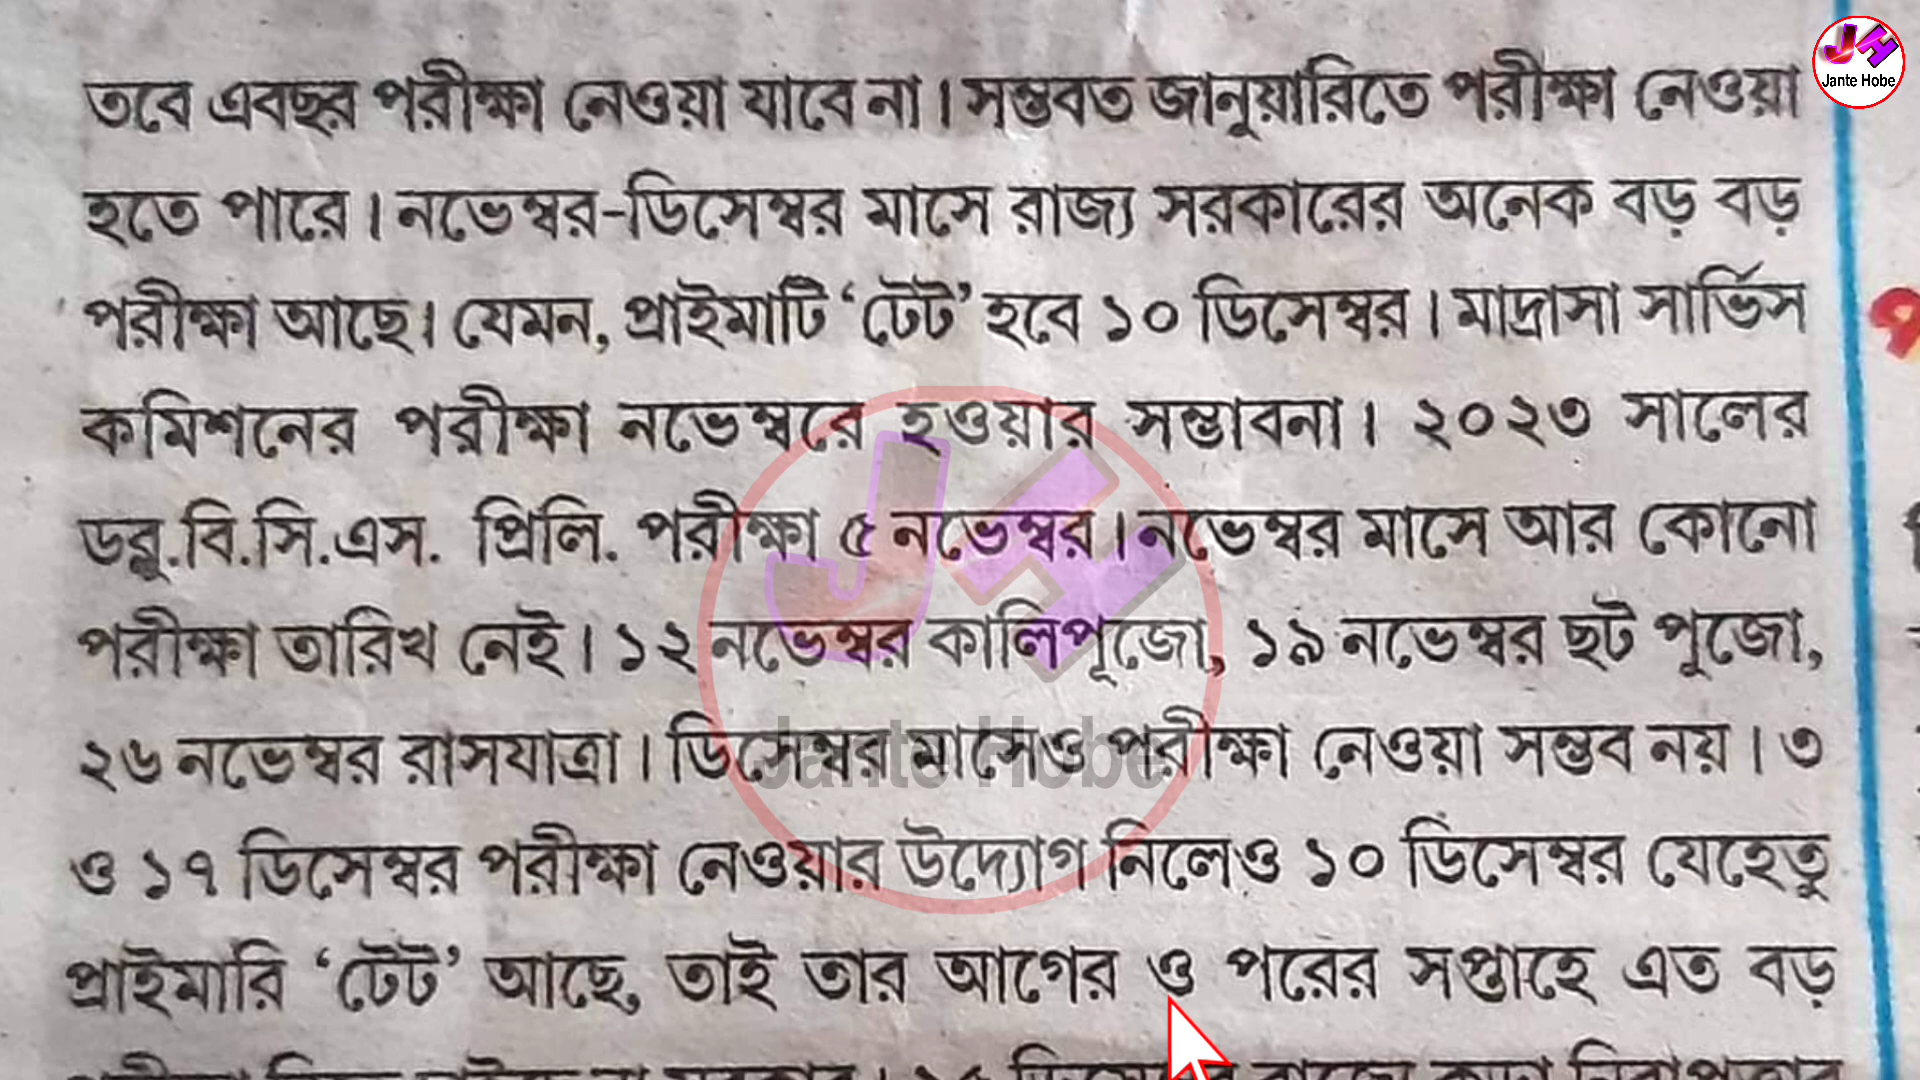 Jante Hobe
তবে এবছর পরীক্ষা নেওয়া যাবে না। সম্ভবত জানুয়ারিতে পরীক্ষা নেওয়া
হতে পারে। নভেম্বর-ডিসেম্বর মাসে রাজ্য সরকারের অনেক বড় বড়
পরীক্ষা আছে। যেমন, প্রাইমাটি ‘টেট’ হবে ১০ ডিসেম্বর। মাদ্রাসা সার্ভিস
কমিশনের পরীক্ষা নভেম্বরে হওয়ার সম্ভাবনা। ২০২৩ সালের
ডব্লু.বি.সি.এস. প্রিলি. পরীক্ষা ৫ নভেম্বর। নভেম্বর মাসে আর কোনো
পরীক্ষা তারিখ নেই। ১২ নভেম্বর কালিপূজো, ১৯ নভেম্বর ছট পুজো,
২৬ নভেম্বর রাসযাত্রা। ডিসেম্বর মাসেও পরীক্ষা নেওয়া সম্ভব নয়। ৩
Jante Hobe
ও ১৭ ডিসেম্বর পরীক্ষা নেওয়ার উদ্যোগ নিলেও ১০ ডিসেম্বর যেহেতু
প্রাইমারি ‘টেট’ আছে, তাই তার আগের ও পরের সপ্তাহে এত বড়